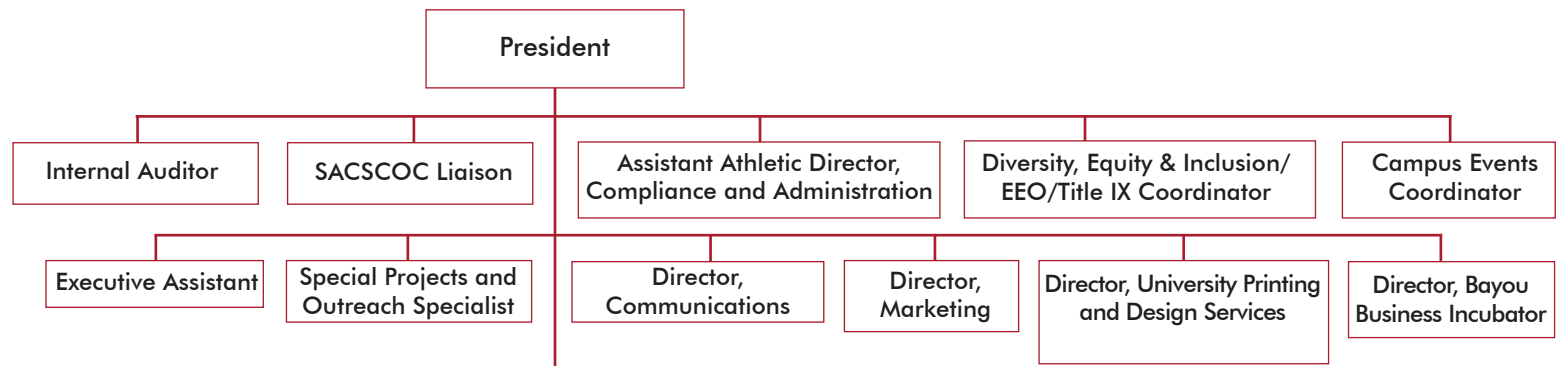 President
Internal Auditor
SACSCOC Liaison
Assistant Athletic Director,
Compliance and Administration
Diversity, Equity & Inclusion/
EEO/Title IX Coordinator
Campus Events
Coordinator
Executive Assistant
Special Projects and
Outreach Specialist
Director,
Communications
Director,
Marketing
Director, University Printing
and Design Services
Director, Bayou
Business Incubator